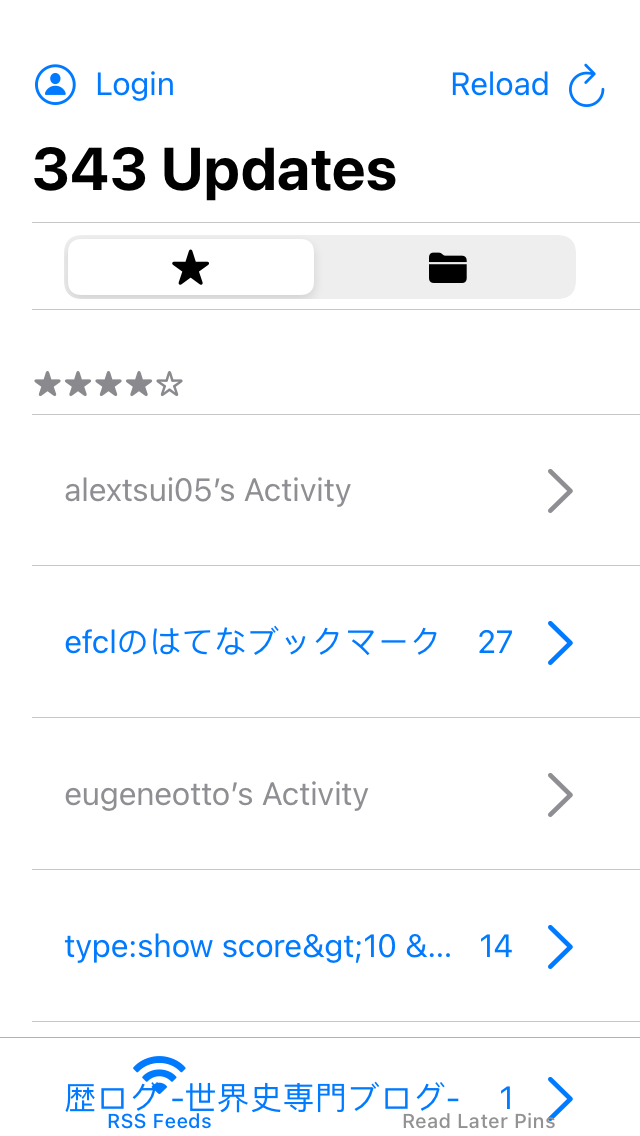 Login
Reload
343 Updates
★★★★☆
alextsui05’s Activity
efclのはてなブックマーク 27
eugeneotto’s Activity
type:show score&gt;10 &... 14
歴ログ -世界史専門ブログ- 1
RSS Feeds
Read Later Pins